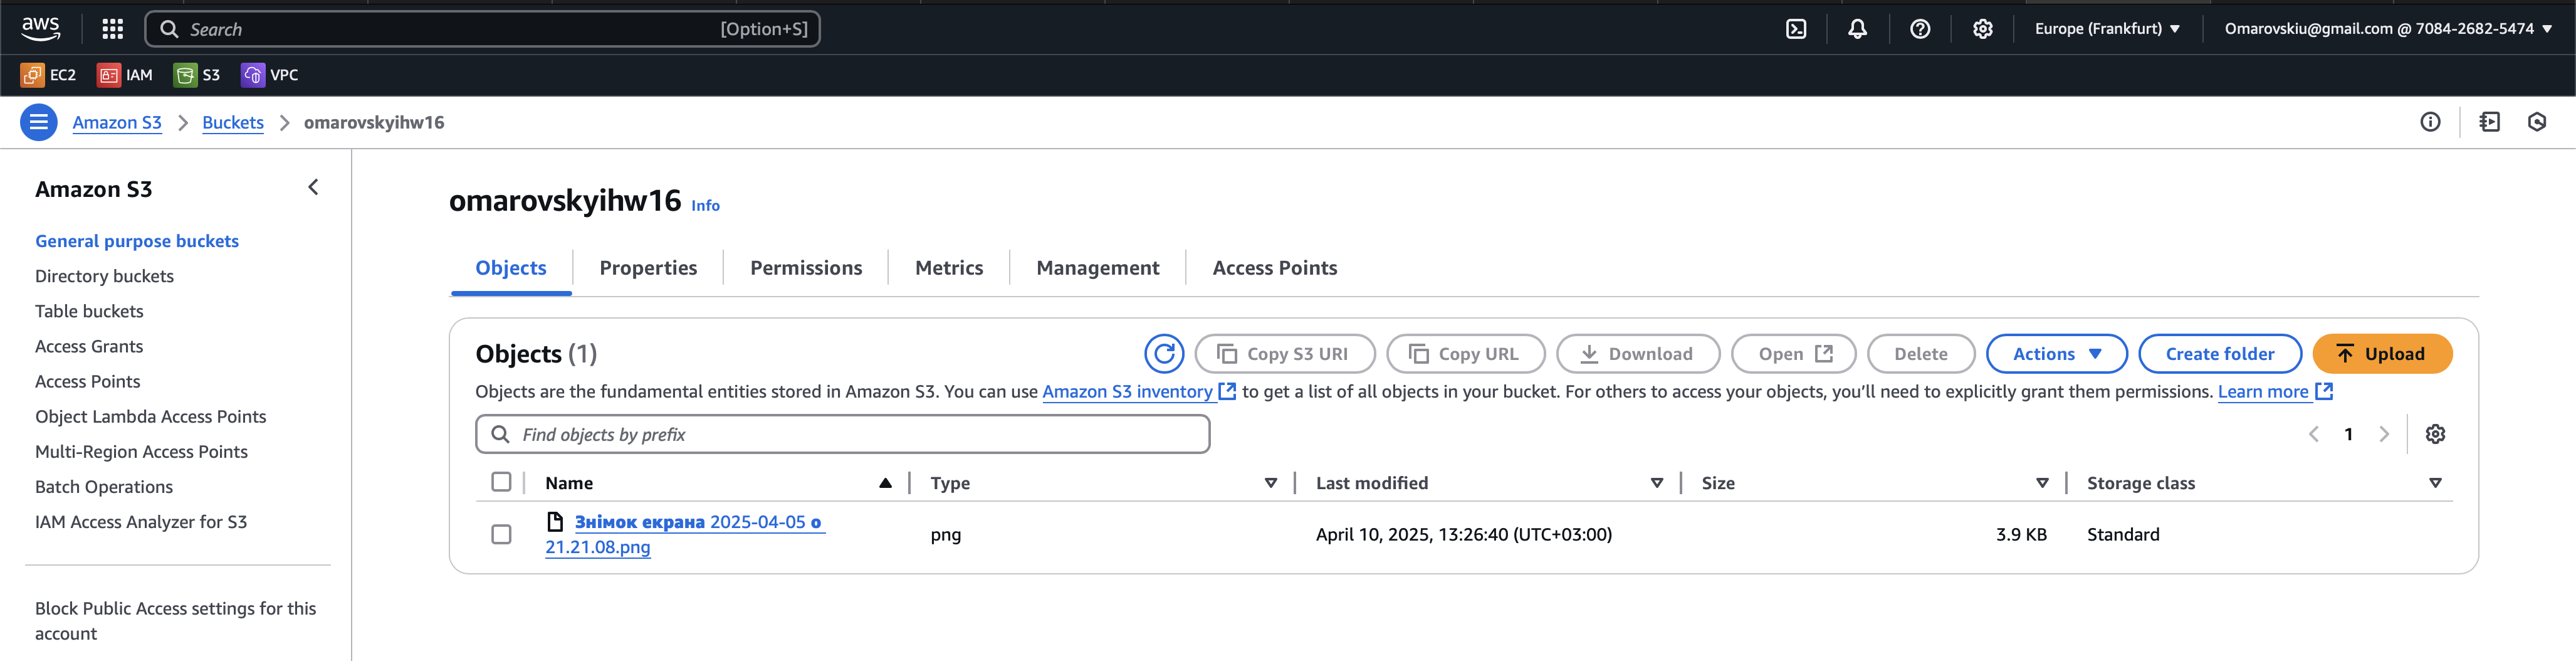 aws
Search [Option+S]
Europe (Frankfurt) Omarovskiu@gmail.com @ 7084-2682-5474
EC2 IAM S3 VPC
Amazon S3 Buckets omarovskyihw16
Amazon S3
General purpose buckets
Directory buckets
Table buckets
Access Grants
Access Points
Object Lambda Access Points
Multi-Region Access Points
Batch Operations
IAM Access Analyzer for S3
Block Public Access settings for this
account
omarovskyihw16 Info
Objects Properties Permissions Metrics Management Access Points
Objects (1) Copy S3 URI Copy URL Download Open Delete Actions Create folder Upload
Objects are the fundamental entities stored in Amazon S3. You can use Amazon S3 inventory to get a list of all objects in your bucket. For others to access your objects, you’ll need to explicitly grant them permissions. Learn more
Find objects by prefix 1
Name Type Last modified Size Storage class
Знімок екрана 2025-04-05 о
21.21.08.png
png April 10, 2025, 13:26:40 (UTC+03:00) 3.9 KB Standard